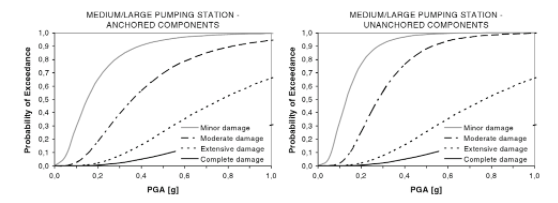 MEDIUM/LARGE PUMPING STATION -
ANCHORED COMPONENTS
Probability of Exceedance
1,0
0,9
0,8
0,7
0,6
0,5
0,4
0,3
0,2
0,1
0,0
Minor damage
Moderate damage
Extensive damage
Complete damage
0,0 0,2 0,4 0,6 0,8 1,0
PGA [g]
MEDIUM/LARGE PUMPING STATION -
UNANCHORED COMPONENTS
Probability of Exceedance
1,0
0,9
0,8
0,7
0,6
0,5
0,4
0,3
0,2
0,1
0,0
Minor damage
Moderate damage
Extensive damage
Complete damage
0,0 0,2 0,4 0,6 0,8 1,0
PGA [g]